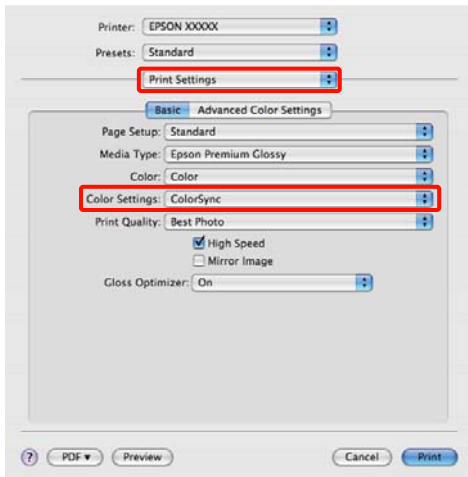 Printer: EPSON XXXXX
Presets: Standard
Print Settings
Basic Advanced Color Settings
Page Setup: Standard
Media Type: Epson Premium Glossy
Color: Color
Color Settings: ColorSync
Print Quality: Best Photo
High Speed
Mirror Image
Gloss Optimizer: On
? PDF ▼ Preview Cancel Print